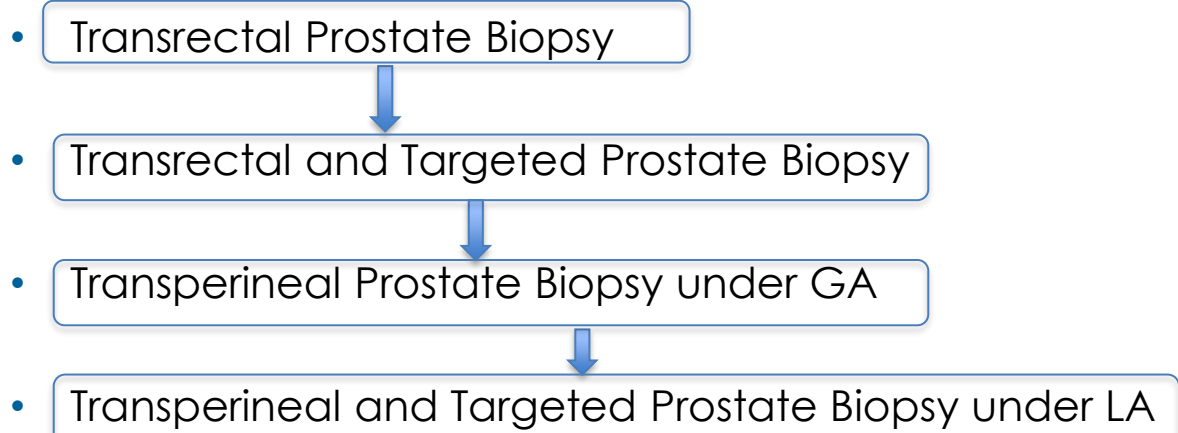 • Transrectal Prostate Biopsy
• Transrectal and Targeted Prostate Biopsy
• Transperineal Prostate Biopsy under GA
• Transperineal and Targeted Prostate Biopsy under LA